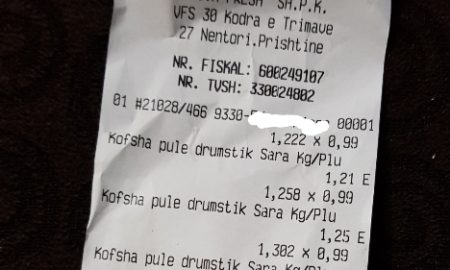 FRESH SH.P.K.
VFS 30 Kodra e Trimave
27 Nentori.Prishtine
NR. FISKAL: 600249107
NR. TVSH: 330024802
01 #21028/466 9330- 00001
1,222 x 0,99
Kofsha pule drumstik Sara Kg/Plu
1,21 E
1,258 x 0,99
Kofsha pule drumstik Sara Kg/Plu
1,25 E
1,302 x 0,99
Kofsha pule drumstik Sara Kg/Plu